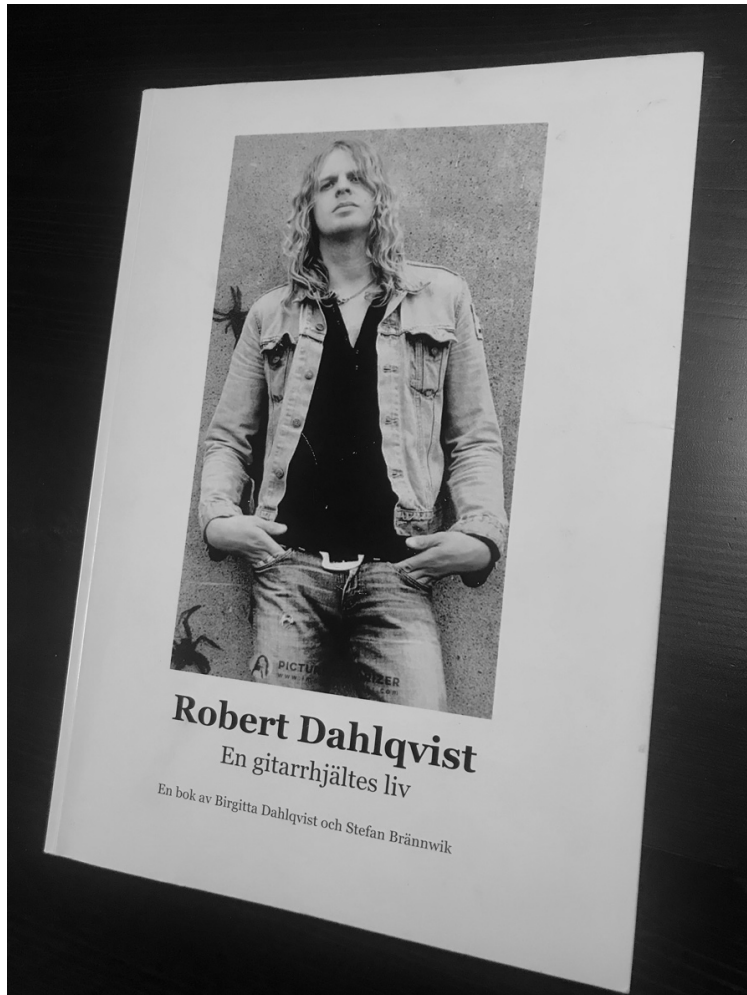 Robert Dahlqvist
En gitarrhjältes liv
En bok av Birgitta Dahlqvist och Stefan Brännwik